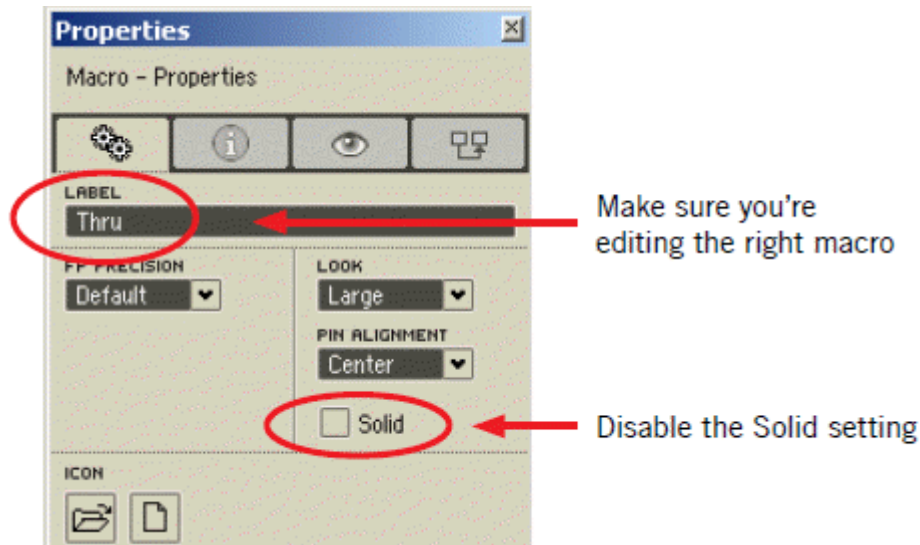 Properties
Macro - Properties
LABEL
Thru
Make sure you're
editing the right macro
FP PRECISION
Default
LOOK
Large
PIN ALIGNMENT
Center
Solid
Disable the Solid setting
ICON